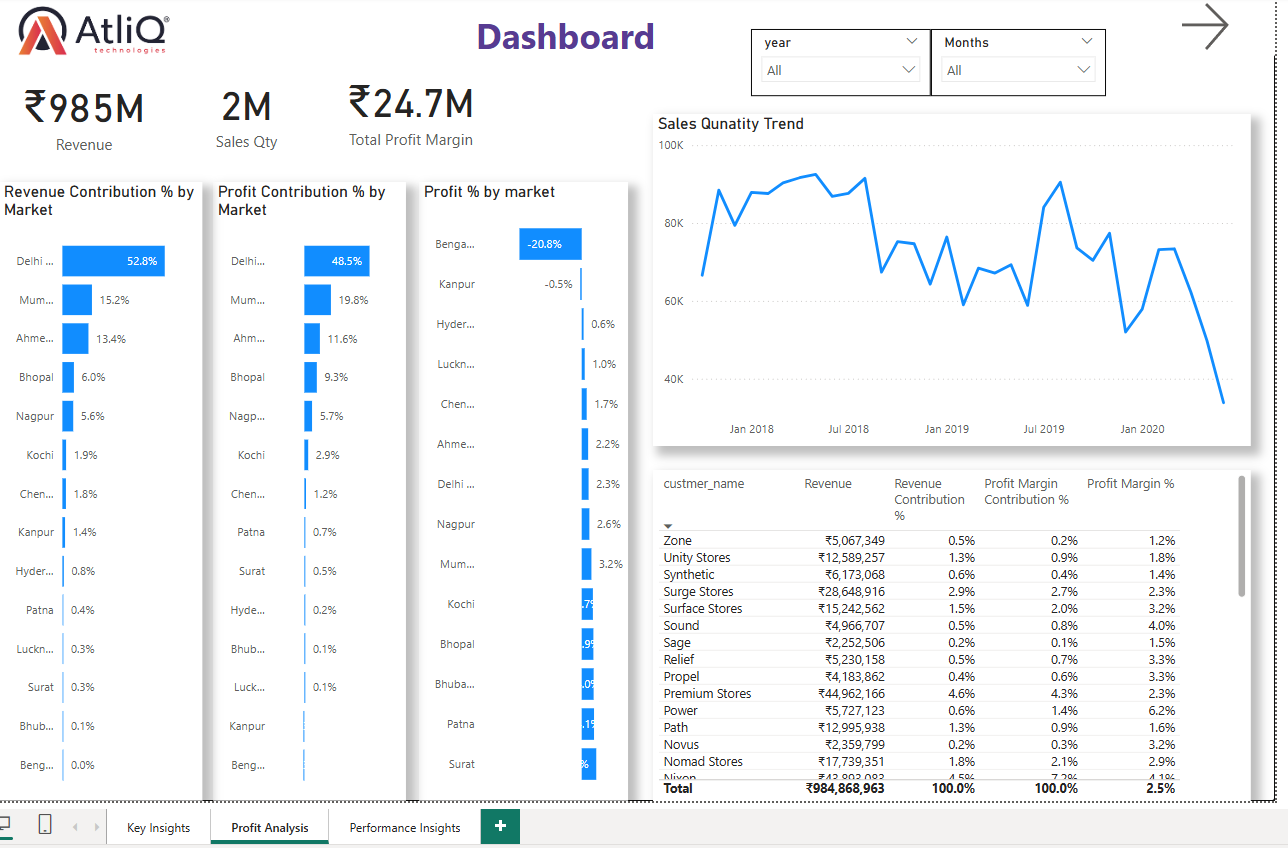 AtliQ
technologies
Dashboard
year
All
Months
All
₹985M
Revenue
2M
Sales Qty
₹24.7M
Total Profit Margin
Revenue Contribution % by
Market
Delhi ... 52.8%
Mum... 15.2%
Ahme... 13.4%
Bhopal 6.0%
Nagpur 5.6%
Kochi 1.9%
Chen... 1.8%
Kanpur 1.4%
Hyder... 0.8%
Patna 0.4%
Luckn... 0.3%
Surat 0.3%
Bhub... 0.1%
Beng... 0.0%
Profit Contribution % by
Market
Delhi... 48.5%
Mum... 19.8%
Ahm... 11.6%
Bhopal 9.3%
Nagp... 5.7%
Kochi 2.9%
Chen... 1.2%
Patna 0.7%
Surat 0.5%
Hyde... 0.2%
Bhub... 0.1%
Luck... 0.1%
Kanpur
Beng...
Profit % by market
Benga... -20.8%
Kanpur -0.5%
Hyder... 0.6%
Luckn... 1.0%
Chen... 1.7%
Ahme... 2.2%
Delhi ... 2.3%
Nagpur 2.6%
Mum... 3.2%
Kochi
Bhopal
Bhuba...
Patna
Surat %
Sales Qunatity Trend
100K
80K
60K
40K
Jan 2018 Jul 2018 Jan 2019 Jul 2019 Jan 2020
custmer_name Revenue Revenue Profit Margin Profit Margin %
Contribution Contribution %
%
Zone ₹5,067,349 0.5% 0.2% 1.2%
Unity Stores ₹12,589,257 1.3% 0.9% 1.8%
Synthetic ₹6,173,068 0.6% 0.4% 1.4%
Surge Stores ₹28,648,916 2.9% 2.7% 2.3%
Surface Stores ₹15,242,562 1.5% 2.0% 3.2%
Sound ₹4,966,707 0.5% 0.8% 4.0%
Sage ₹2,252,506 0.2% 0.1% 1.5%
Relief ₹5,230,158 0.5% 0.7% 3.3%
Propel ₹4,183,862 0.4% 0.6% 3.3%
Premium Stores ₹44,962,166 4.6% 4.3% 2.3%
Power ₹5,727,123 0.6% 1.4% 6.2%
Path ₹12,995,938 1.3% 0.9% 1.6%
Novus ₹2,359,799 0.2% 0.3% 3.2%
Nomad Stores ₹17,739,351 1.8% 2.1% 2.9%
Nixon ₹43,893,083 4.5% 7.2% 4.1%
Total ₹984,868,963 100.0% 100.0% 2.5%
Key Insights
Profit Analysis
Performance Insights
+